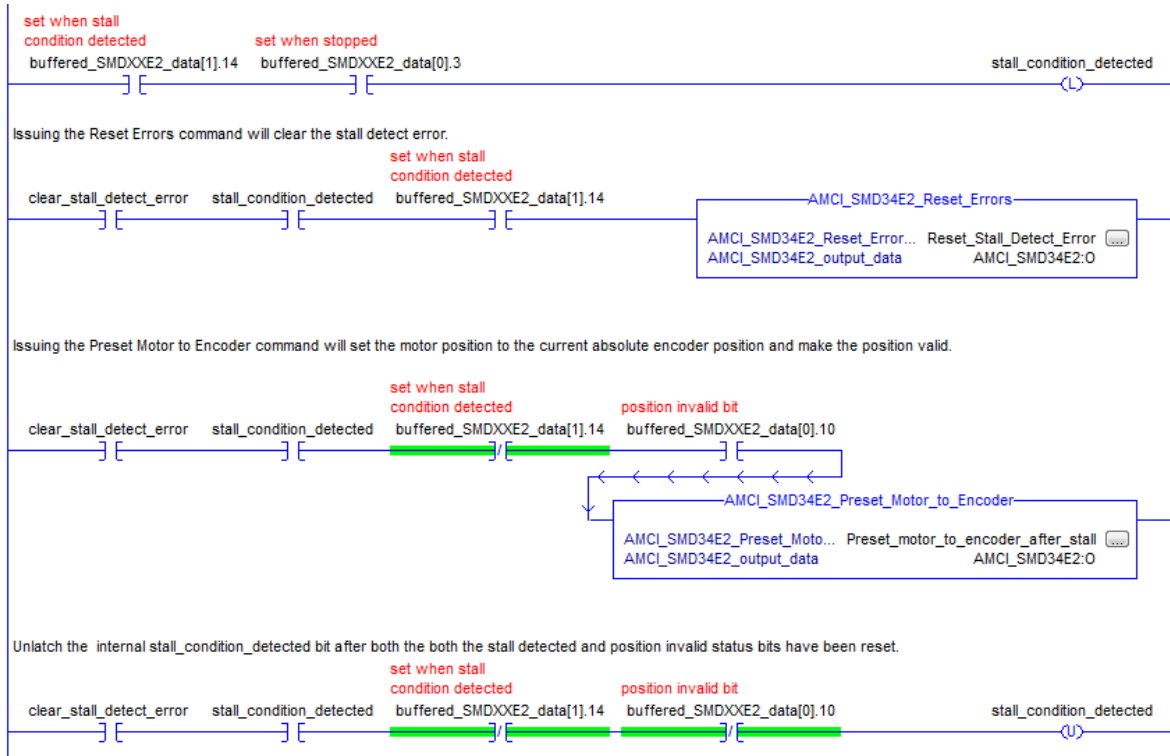 set when stall
condition detected set when stopped
buffered_SMDXXE2_data[1].14 buffered_SMDXXE2_data[0].3 stall_condition_detected
(L)
Issuing the Reset Errors command will clear the stall detect error.
set when stall
condition detected
clear_stall_detect_error stall_condition_detected buffered_SMDXXE2_data[1].14
AMCI_SMD34E2_Reset_Errors
AMCI_SMD34E2_Reset_Error... Reset_Stall_Detect_Error ...
AMCI_SMD34E2_output_data AMCI_SMD34E2:O
Issuing the Preset Motor to Encoder command will set the motor position to the current absolute encoder position and make the position valid.
set when stall
condition detected position invalid bit
clear_stall_detect_error stall_condition_detected buffered_SMDXXE2_data[1].14 buffered_SMDXXE2_data[0].10
AMCI_SMD34E2_Preset_Motor_to_Encoder
AMCI_SMD34E2_Preset_Moto... Preset_motor_to_encoder_after_stall ...
AMCI_SMD34E2_output_data AMCI_SMD34E2:O
Unlatch the internal stall_condition_detected bit after both the both the stall detected and position invalid status bits have been reset.
set when stall
condition detected position invalid bit
clear_stall_detect_error stall_condition_detected buffered_SMDXXE2_data[1].14 buffered_SMDXXE2_data[0].10 stall_condition_detected
(U)